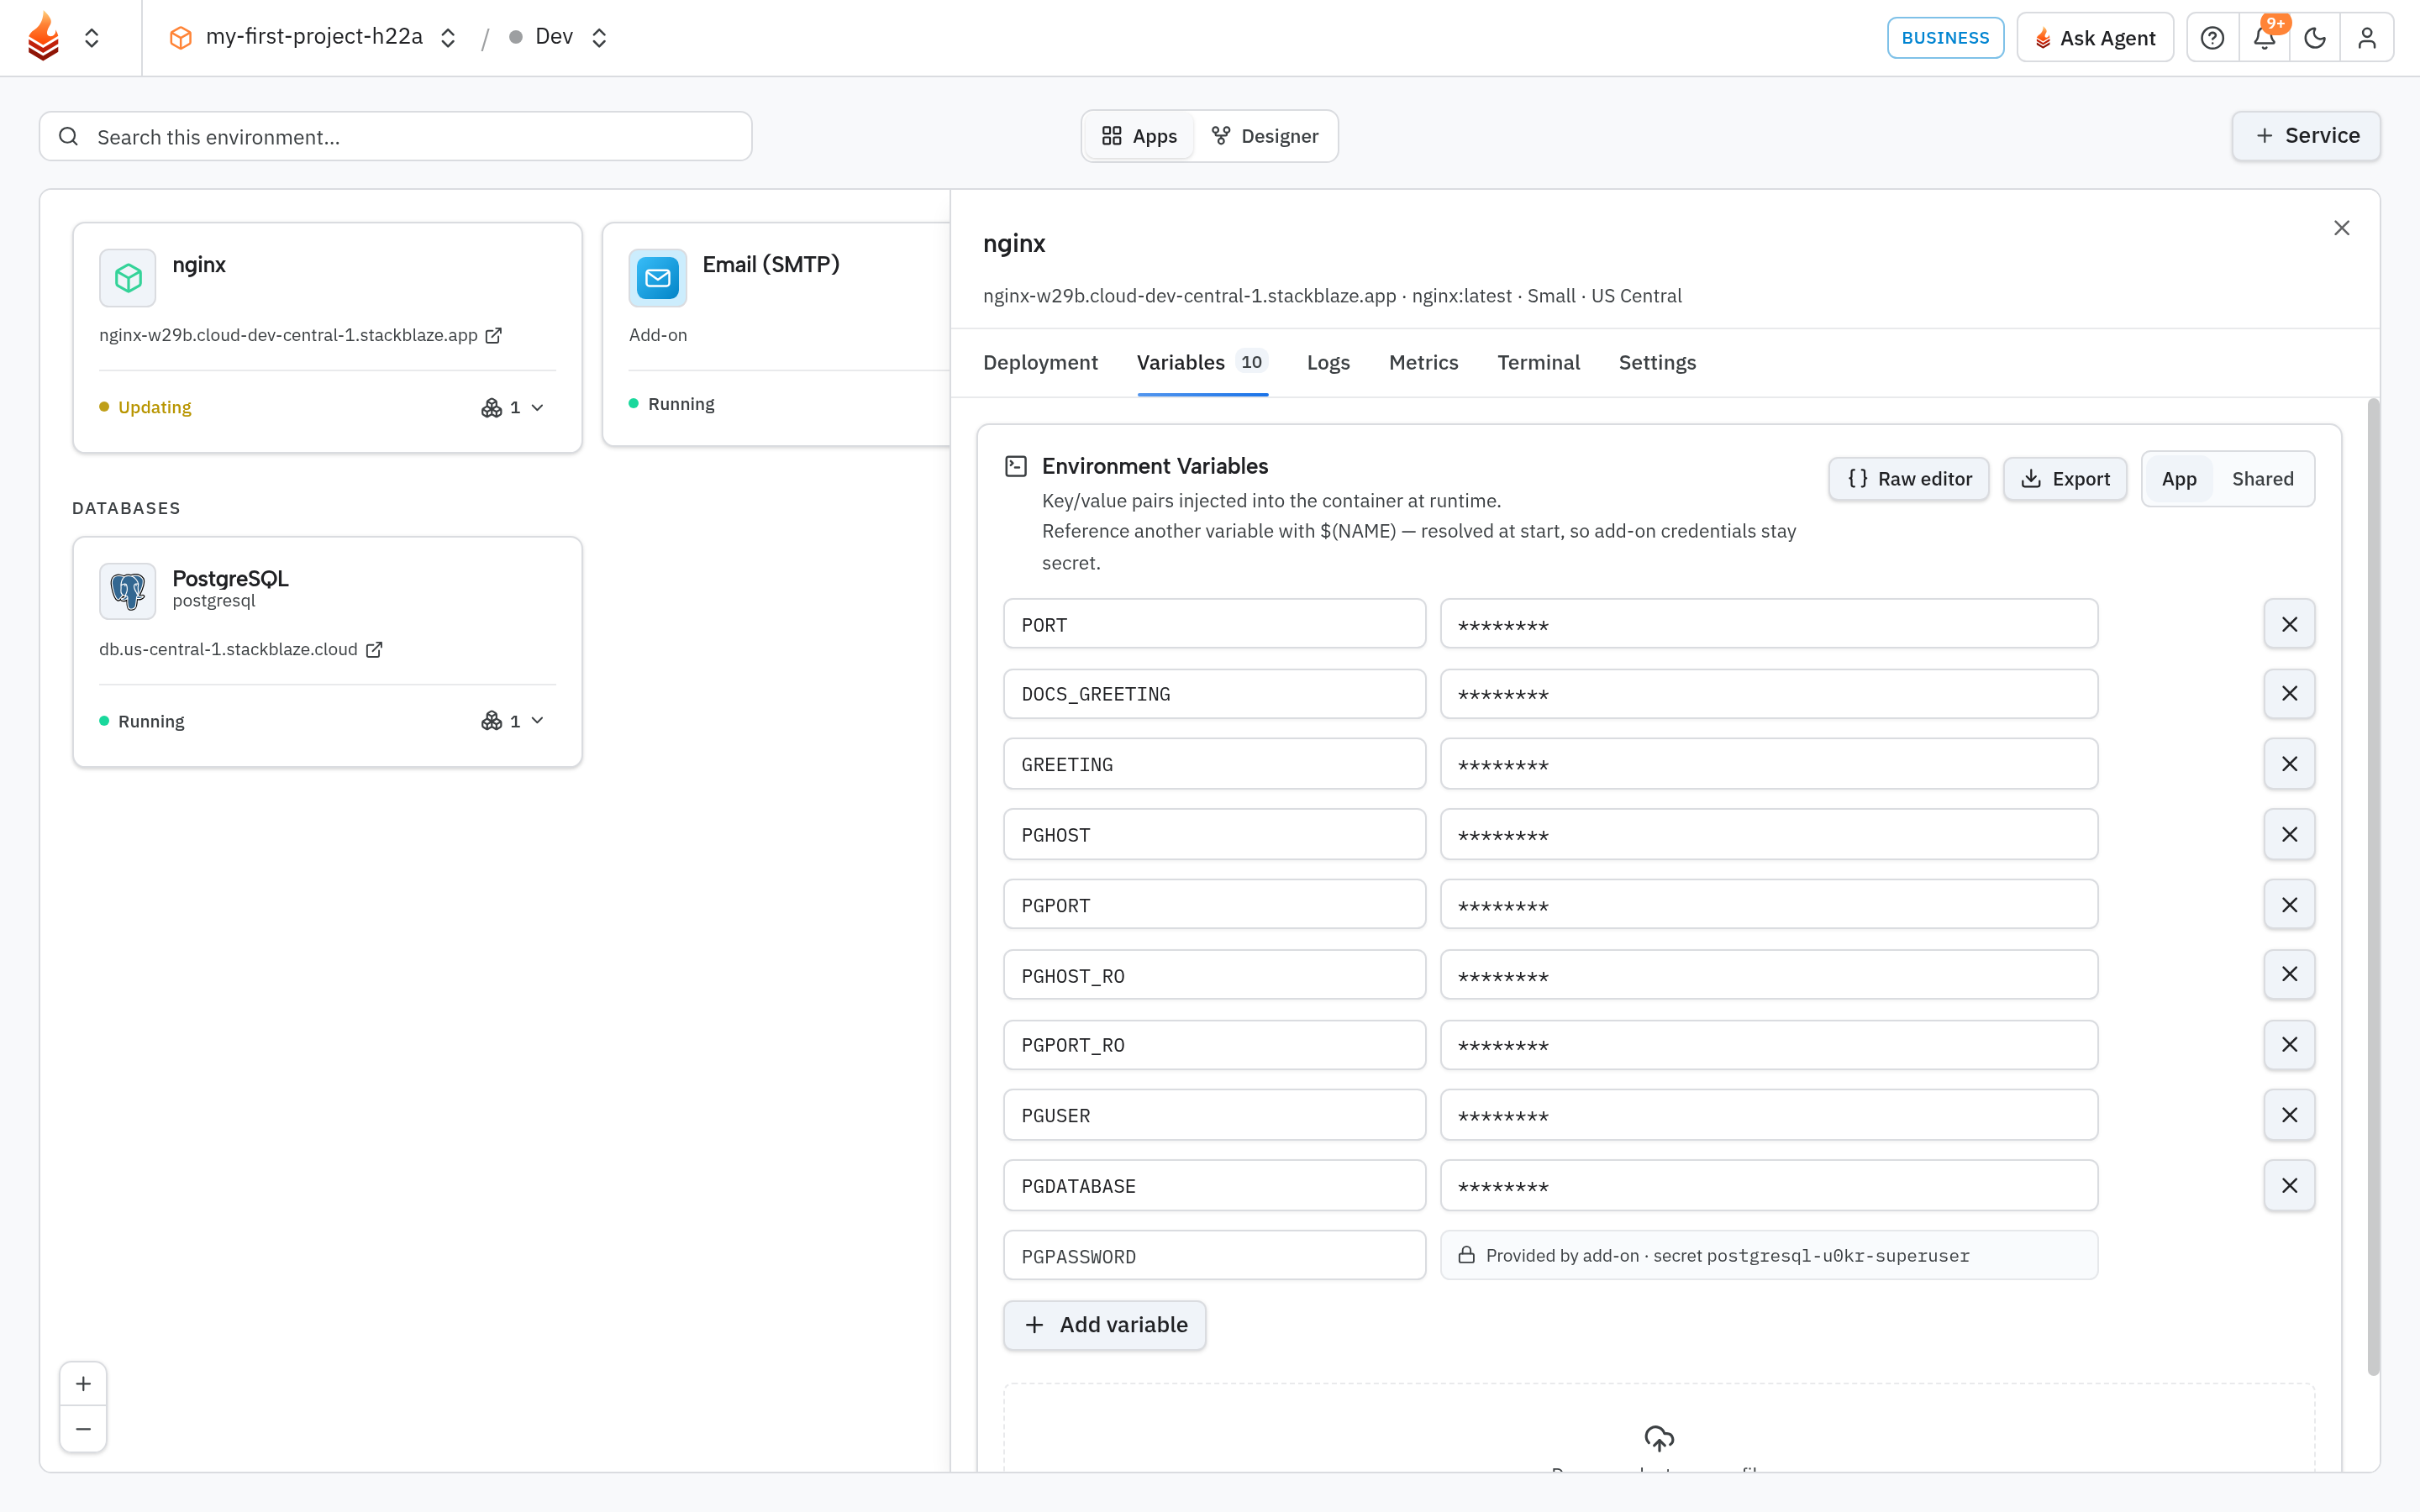 my-first-project-h22a / Dev
BUSINESS
Ask Agent
9+
Search this environment...
Apps
Designer
+ Service
nginx
nginx-w29b.cloud-dev-central-1.stackblaze.app
Updating
1
Email (SMTP)
Add-on
Running
DATABASES
PostgreSQL
postgresql
db.us-central-1.stackblaze.cloud
Running
1
nginx
nginx-w29b.cloud-dev-central-1.stackblaze.app · nginx:latest · Small · US Central
Deployment
Variables 10
Logs
Metrics
Terminal
Settings
Environment Variables
Key/value pairs injected into the container at runtime.
Reference another variable with $(NAME) — resolved at start, so add-on credentials stay
secret.
Raw editor
Export
App
Shared
PORT ********
DOCS_GREETING ********
GREETING ********
PGHOST ********
PGPORT ********
PGHOST_RO ********
PGPORT_RO ********
PGUSER ********
PGDATABASE ********
PGPASSWORD Provided by add-on · secret postgresql-u0kr-superuser
+ Add variable